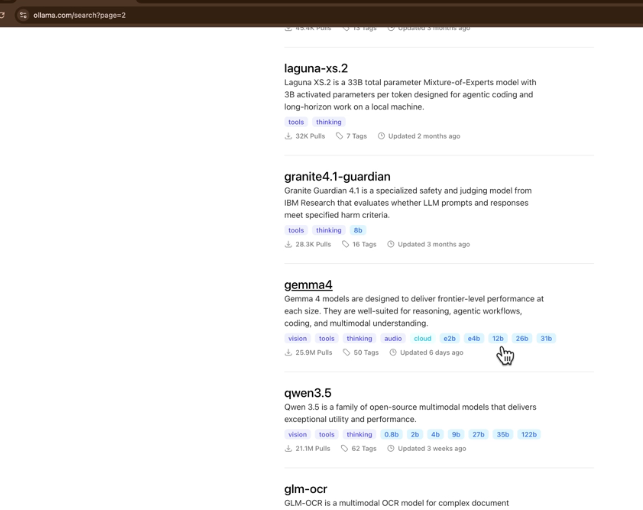 ollama.com/search?page=2
45.4K Pulls 13 Tags Updated 3 months ago
laguna-xs.2
Laguna XS.2 is a 33B total parameter Mixture-of-Experts model with
3B activated parameters per token designed for agentic coding and
long-horizon work on a local machine.
tools thinking
32K Pulls 7 Tags Updated 2 months ago
granite4.1-guardian
Granite Guardian 4.1 is a specialized safety and judging model from
IBM Research that evaluates whether LLM prompts and responses
meet specified harm criteria.
tools thinking 8b
28.3K Pulls 16 Tags Updated 3 months ago
gemma4
Gemma 4 models are designed to deliver frontier-level performance at
each size. They are well-suited for reasoning, agentic workflows,
coding, and multimodal understanding.
vision tools thinking audio cloud e2b e4b 12b 26b 31b
25.9M Pulls 50 Tags Updated 6 days ago
qwen3.5
Qwen 3.5 is a family of open-source multimodal models that delivers
exceptional utility and performance.
vision tools thinking 0.8b 2b 4b 9b 27b 35b 122b
21.1M Pulls 62 Tags Updated 3 weeks ago
glm-ocr
GLM-OCR is a multimodal OCR model for complex document